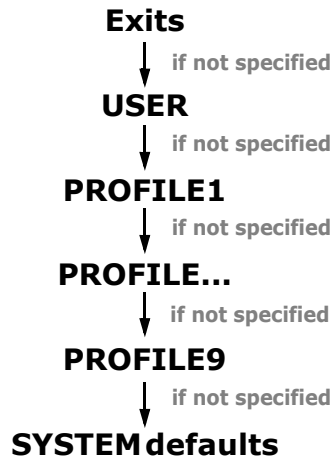 Exits
if not specified
USER
if not specified
PROFILE1
if not specified
PROFILE...
if not specified
PROFILE9
if not specified
SYSTEM defaults